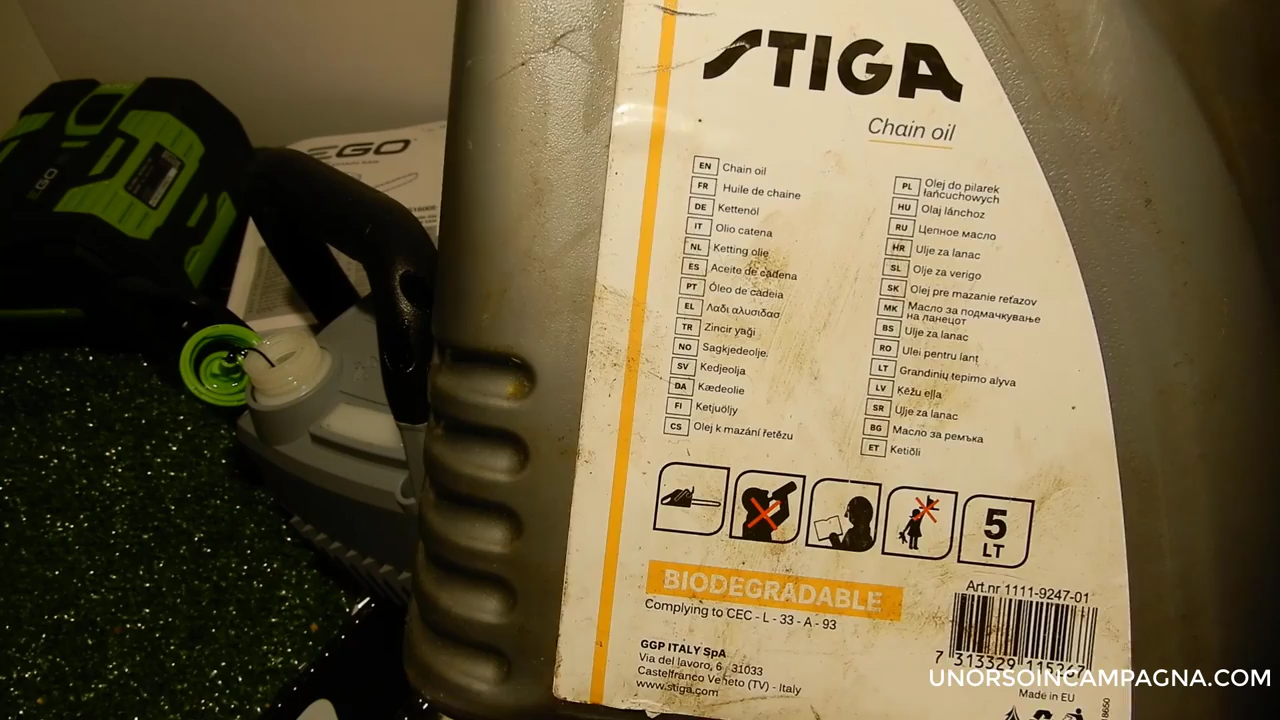 STIGA
Chain oil
EN Chain oil
FR Huile de chaine
DE Kettenöl
IT Olio catena
NL Ketting olie
ES Aceite de cadena
PT Óleo de cadeia
EL Λαδι αλυσιδασ
TR Zincir yaği
NO Sagkjedeolje.
SV Kedjeolja
DA Kædeolie
FI Ketjuöljy
CS Olej k mazání řetězu
PL Olej do pilarek
łańcuchowych
HU Olaj lánchoz
RU Цепное масло
HR Ulje za lanac
SL Olje za verigo
SK Olej pre mazanie reťazov
MK Масло за подмачкување
на ланецот
BS Ulje za lanac
RO Ulei pentru lanț
LT Grandinių tepimo alyva
LV Ķēžu eļļa
SR Ulje za lanac
BG Масло за ремъка
ET Ketiõli
5
LT
BIODEGRADABLE
Complying to CEC - L - 33 - A - 93
GGP ITALY SpA
Via del lavoro, 6 31033
Castelfranco Veneto (TV) - Italy
www.stiga.com
Art.nr 1111-9247-01
7 313329
Made in EU
EGO
EGO
UNORSOINCAMPAGNA.COM